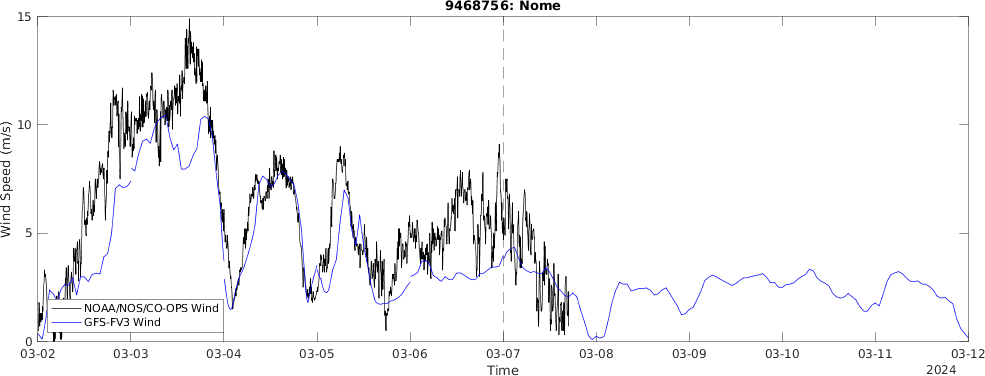 9468756: Nome
15
10
5
0
Wind Speed (m/s)
NOAA/NOS/CO-OPS Wind
GFS-FV3 Wind
03-02 03-03 03-04 03-05 03-06 03-07 03-08 03-09 03-10 03-11 03-12
Time
2024